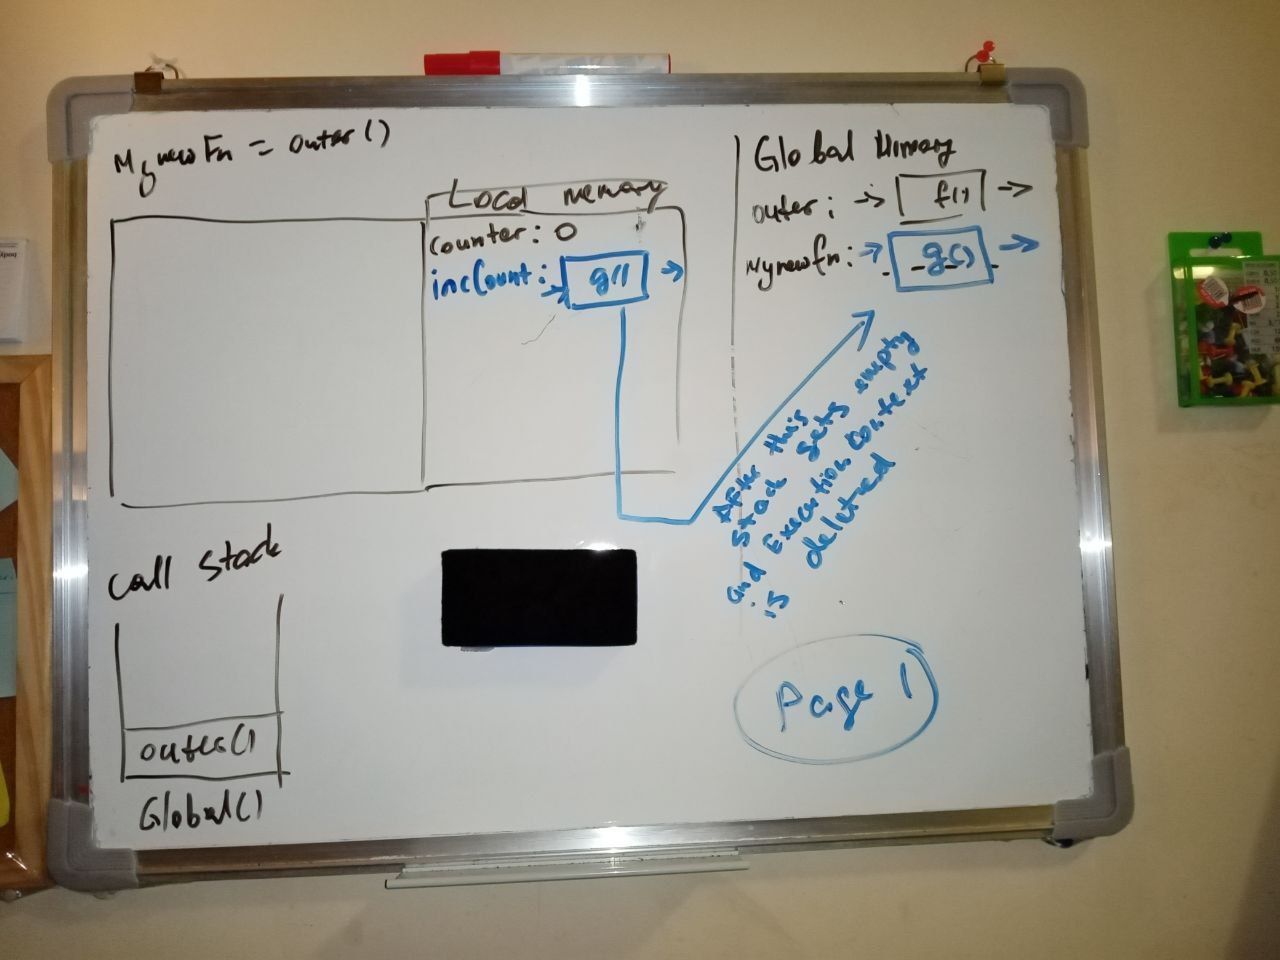 MynewFn = outer()
Local memory
counter: 0
incCount: → g() →
Global Mimory
outer: → f() →
Mynewfn: → g() →
After this
stack gets empty
and Execution context
is deleted
Call stack
outer()
Global()
Page 1